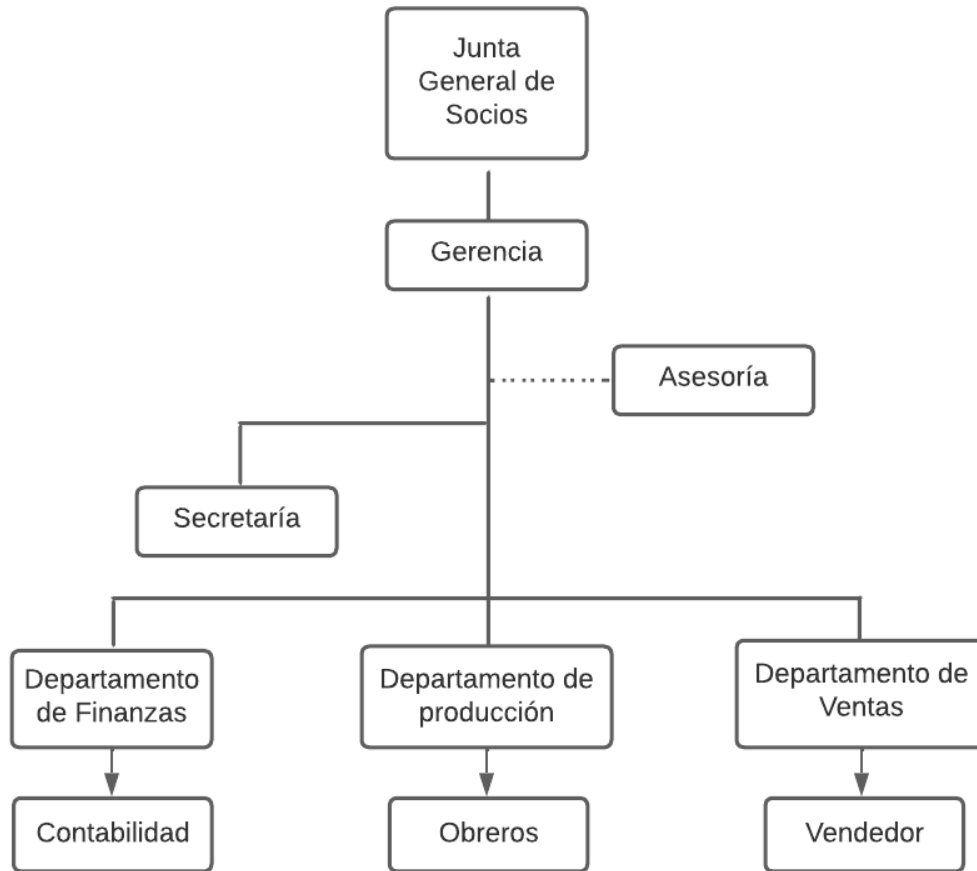 Junta
General de
Socios
Gerencia
Asesoría
Secretaría
Departamento
de Finanzas
Departamento de
producción
Departamento de
Ventas
Contabilidad
Obreros
Vendedor